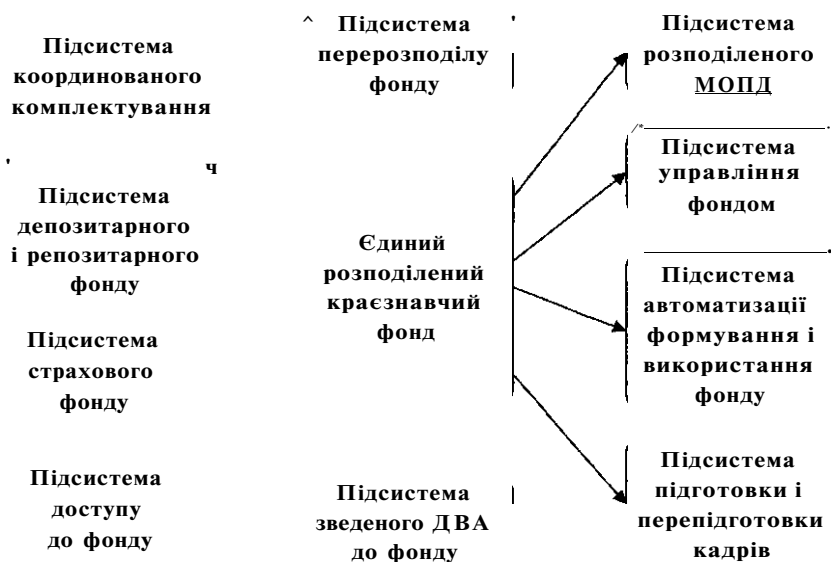 Підсистема
координованого
комплектування
Підсистема
депозитарного
і репозитарного
фонду
Підсистема
страхового
фонду
Підсистема
доступу
до фонду
Підсистема
перерозподілу
фонду
Єдиний
розподілений
краєзнавчий
фонд
Підсистема
зведеного ДВА
до фонду
Підсистема
розподіленого
МОПД
Підсистема
управління
фондом
Підсистема
автоматизації
формування і
використання
фонду
Підсистема
підготовки і
перепідготовки
кадрів